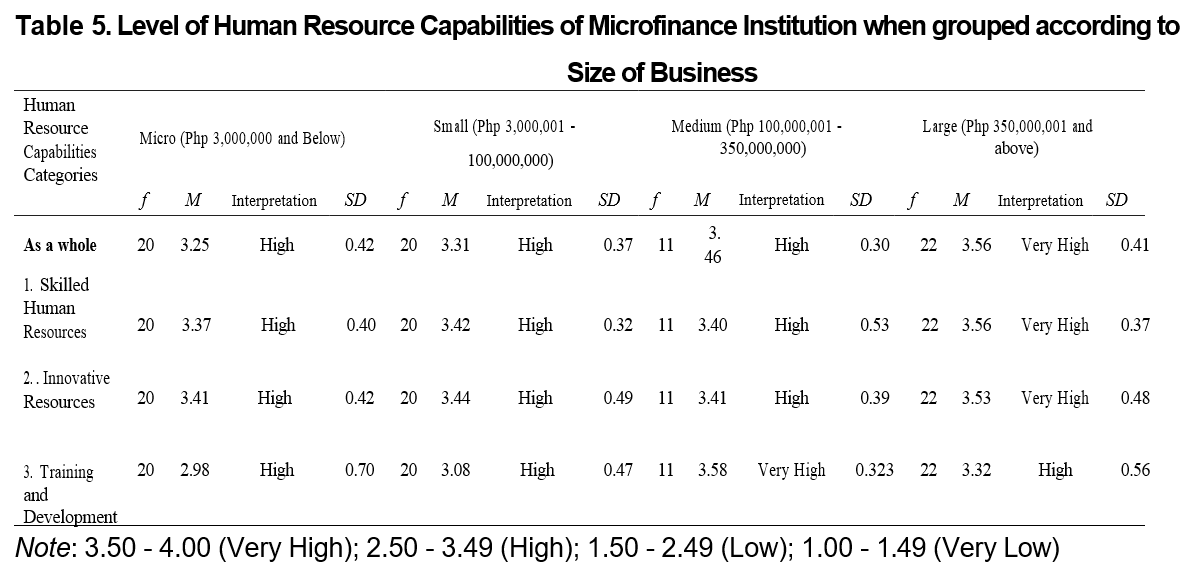 Table 5. Level of Human Resource Capabilities of Microfinance Institution when grouped according to
Size of Business
Human
Resource
Capabilities
Categories
Micro (Php 3,000,000 and Below)
Small (Php 3,000,001 -
100,000,000)
Medium (Php 100,000,001 -
350,000,000)
Large (Php 350,000,001 and
above)
f M Interpretation SD f M Interpretation SD f M Interpretation SD f M Interpretation SD
As a whole 20 3.25 High 0.42 20 3.31 High 0.37 11 3. High 0.30 22 3.56 Very High 0.41
46
1. Skilled
Human
Resources 20 3.37 High 0.40 20 3.42 High 0.32 11 3.40 High 0.53 22 3.56 Very High 0.37
2. . Innovative
Resources 20 3.41 High 0.42 20 3.44 High 0.49 11 3.41 High 0.39 22 3.53 Very High 0.48
3. Training 20 2.98 High 0.70 20 3.08 High 0.47 11 3.58 Very High 0.323 22 3.32 High 0.56
and
Development
Note: 3.50 - 4.00 (Very High); 2.50 - 3.49 (High); 1.50 - 2.49 (Low); 1.00 - 1.49 (Very Low)